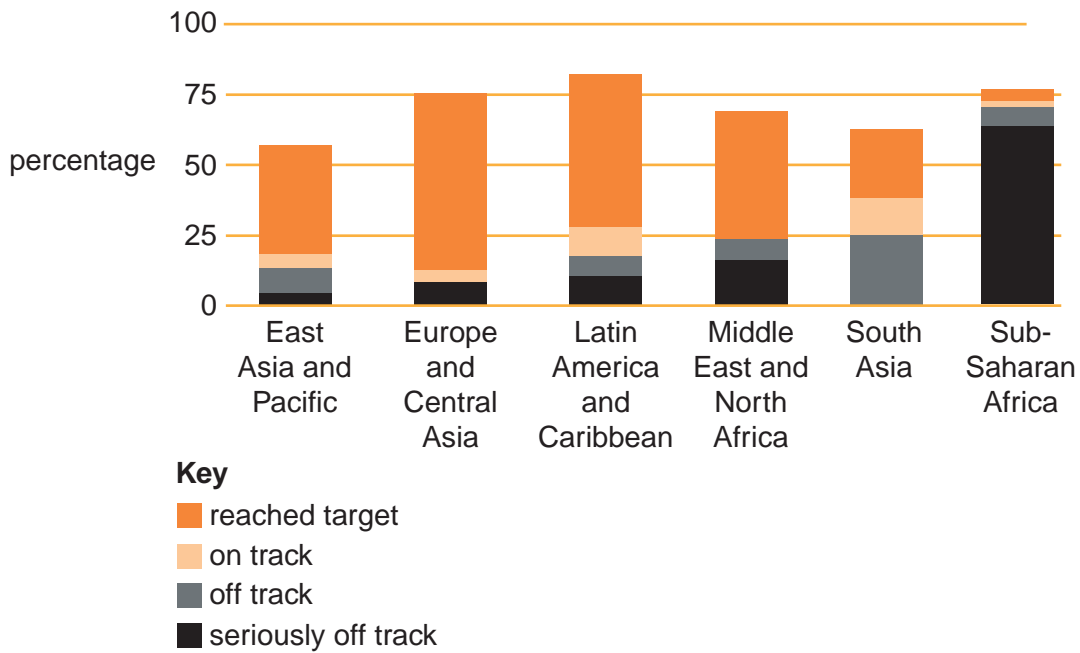 100
75
percentage 50
25
0
East Asia and Pacific
Europe and Central Asia
Latin America and Caribbean
Middle East and North Africa
South Asia
Sub-Saharan Africa
Key
reached target
on track
off track
seriously off track